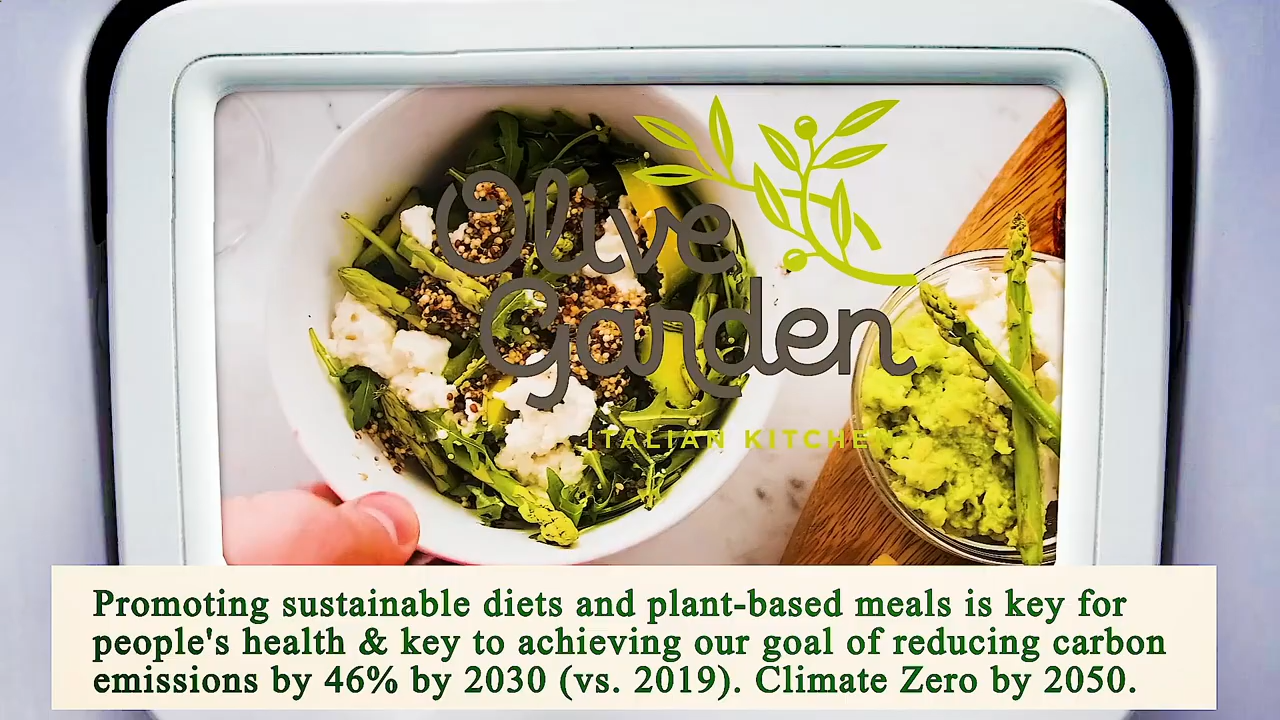 Olive
Garden
ITALIAN KITCHEN
Promoting sustainable diets and plant-based meals is key for
people's health & key to achieving our goal of reducing carbon
emissions by 46% by 2030 (vs. 2019). Climate Zero by 2050.